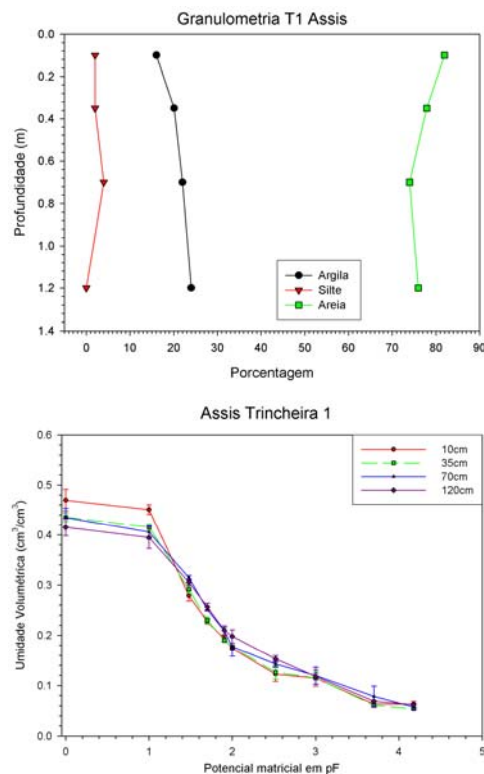 Granulometria T1 Assis
0.0
0.2
0.4
0.6
0.8
1.0
1.2
1.4
Profundidade (m)
Argila
Silte
Areia
0 10 20 30 40 50 60 70 80 90
Porcentagem
Assis Trincheira 1
0.6
0.5
0.4
0.3
0.2
0.1
0.0
Umidade Volumétrica (cm³/cm³)
10cm
35cm
70cm
120cm
0 1 2 3 4 5
Potencial matricial em pF